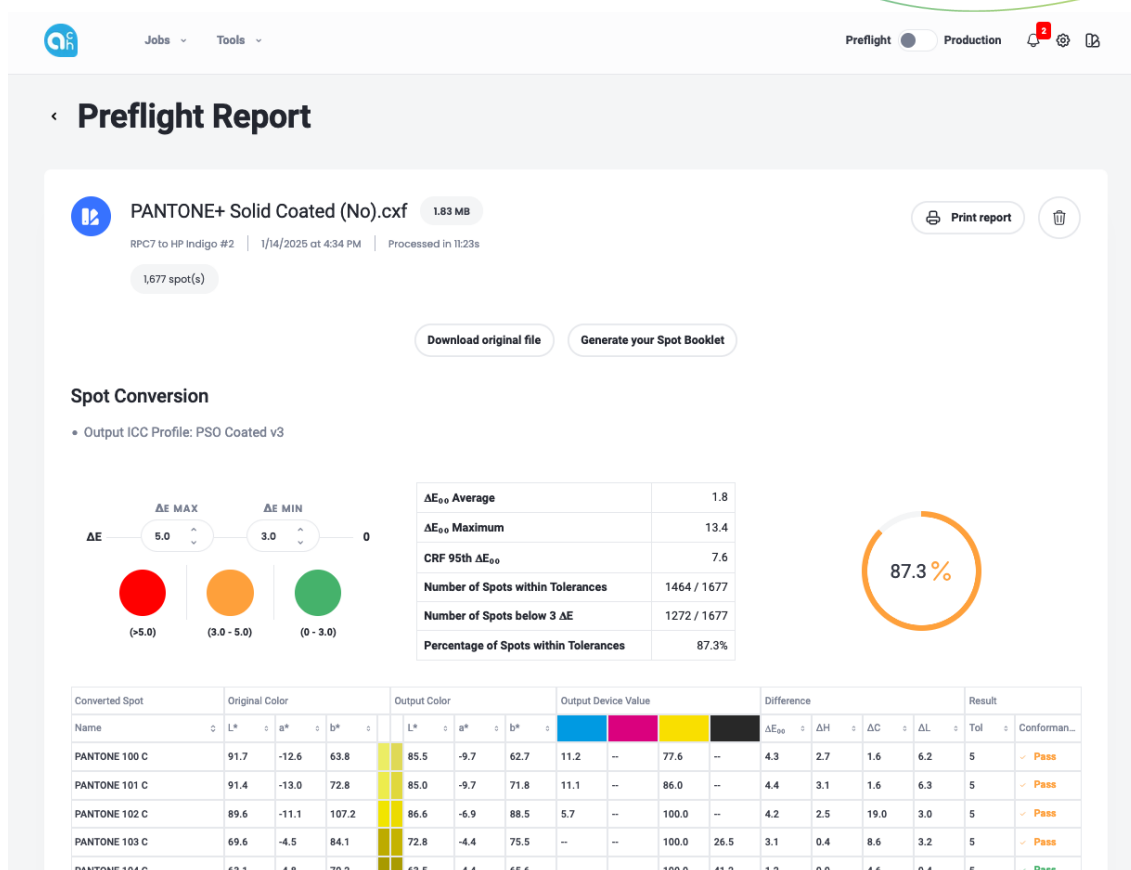 ach
Jobs Tools Preflight Production 2
Preflight Report
PANTONE+ Solid Coated (No).cxf 1.83 MB Print report
RPC7 to HP Indigo #2 1/14/2025 at 4:34 PM Processed in 11:23s
1,677 spot(s)
Download original file Generate your Spot Booklet
Spot Conversion
• Output ICC Profile: PSO Coated v3
ΔE MAX ΔE MIN
ΔE 5.0 3.0 0
(>5.0) (3.0 - 5.0) (0 - 3.0)
ΔE₀₀ Average 1.8
ΔE₀₀ Maximum 13.4
CRF 95th ΔE₀₀ 7.6
Number of Spots within Tolerances 1464 / 1677
Number of Spots below 3 ΔE 1272 / 1677
Percentage of Spots within Tolerances 87.3%
87.3 %
Converted Spot Original Color Output Color Output Device Value Difference Result
Name L* a* b* L* a* b* ΔE₀₀ ΔH ΔC ΔL Tol Conforman...
PANTONE 100 C 91.7 -12.6 63.8 85.5 -9.7 62.7 11.2 -- 77.6 -- 4.3 2.7 1.6 6.2 5 Pass
PANTONE 101 C 91.4 -13.0 72.8 85.0 -9.7 71.8 11.1 -- 86.0 -- 4.4 3.1 1.6 6.3 5 Pass
PANTONE 102 C 89.6 -11.1 107.2 86.6 -6.9 88.5 5.7 -- 100.0 -- 4.2 2.5 19.0 3.0 5 Pass
PANTONE 103 C 69.6 -4.5 84.1 72.8 -4.4 75.5 -- -- 100.0 26.5 3.1 0.4 8.6 3.2 5 Pass